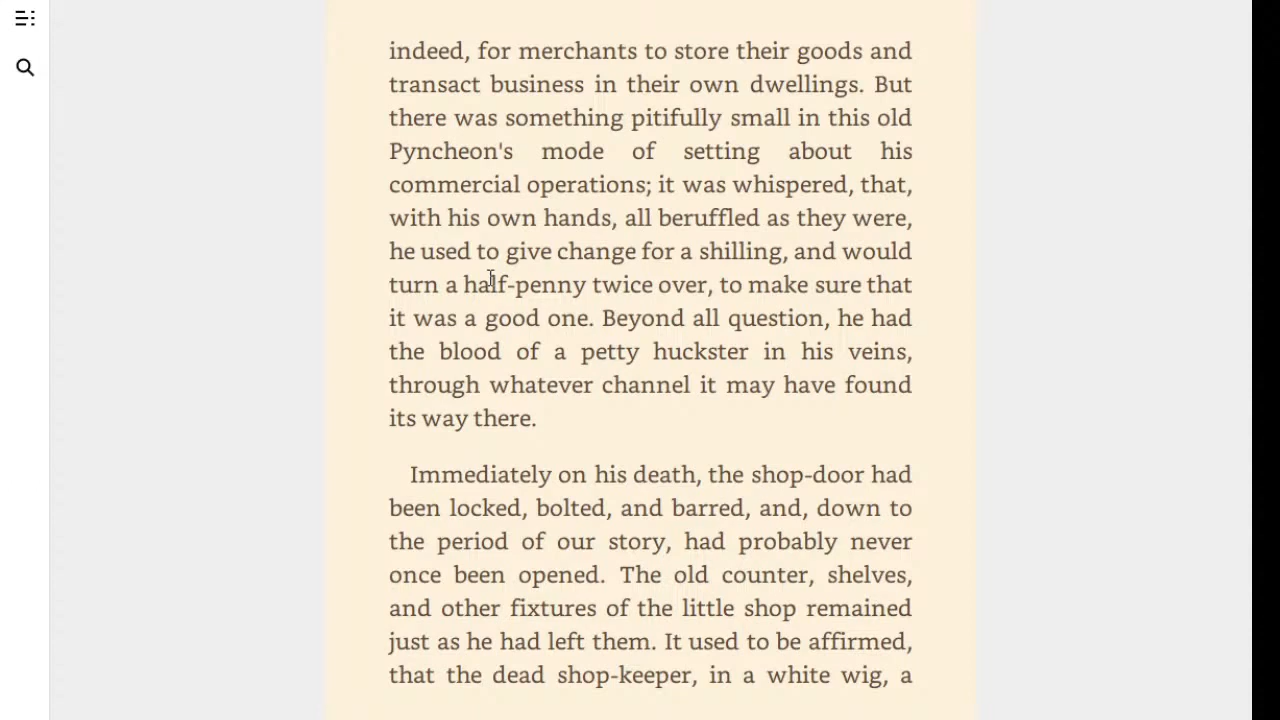 indeed, for merchants to store their goods and
transact business in their own dwellings. But
there was something pitifully small in this old
Pyncheon's mode of setting about his
commercial operations; it was whispered, that,
with his own hands, all beruffled as they were,
he used to give change for a shilling, and would
turn a half-penny twice over, to make sure that
it was a good one. Beyond all question, he had
the blood of a petty huckster in his veins,
through whatever channel it may have found
its way there.
Immediately on his death, the shop-door had
been locked, bolted, and barred, and, down to
the period of our story, had probably never
once been opened. The old counter, shelves,
and other fixtures of the little shop remained
just as he had left them. It used to be affirmed,
that the dead shop-keeper, in a white wig, a